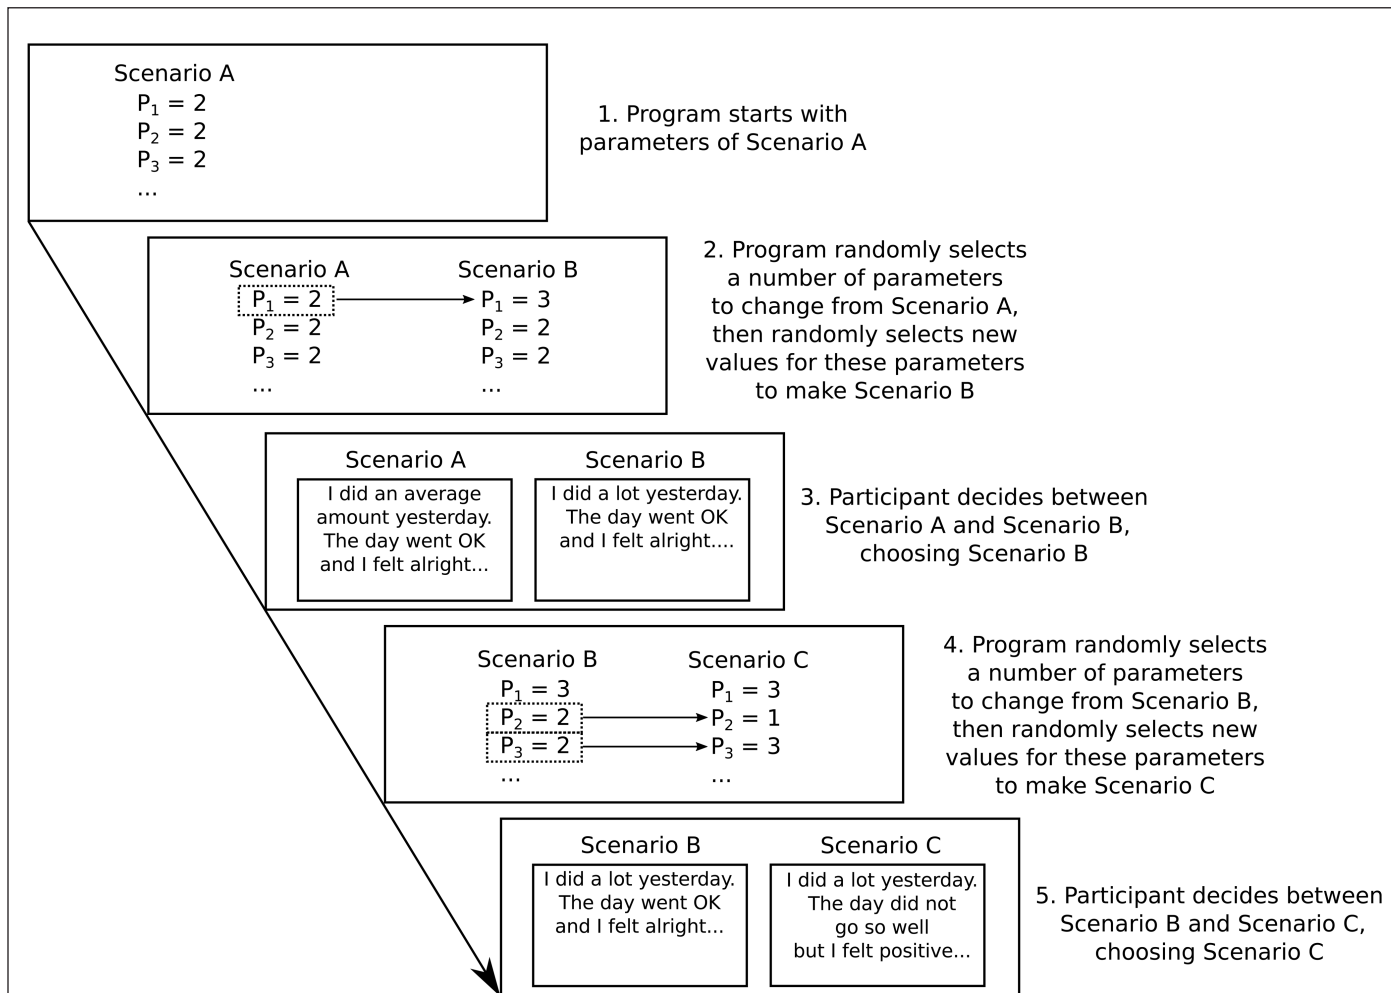 Scenario A
P1 = 2
P2 = 2
P3 = 2
...
1. Program starts with
parameters of Scenario A
Scenario A
P1 = 2
P2 = 2
P3 = 2
...
Scenario B
P1 = 3
P2 = 2
P3 = 2
...
2. Program randomly selects
a number of parameters
to change from Scenario A,
then randomly selects new
values for these parameters
to make Scenario B
Scenario A
I did an average
amount yesterday.
The day went OK
and I felt alright...
Scenario B
I did a lot yesterday.
The day went OK
and I felt alright....
3. Participant decides between
Scenario A and Scenario B,
choosing Scenario B
Scenario B
P1 = 3
P2 = 2
P3 = 2
...
Scenario C
P1 = 3
P2 = 1
P3 = 3
...
4. Program randomly selects
a number of parameters
to change from Scenario B,
then randomly selects new
values for these parameters
to make Scenario C
Scenario B
I did a lot yesterday.
The day went OK
and I felt alright...
Scenario C
I did a lot yesterday.
The day did not
go so well
but I felt positive...
5. Participant decides between
Scenario B and Scenario C,
choosing Scenario C